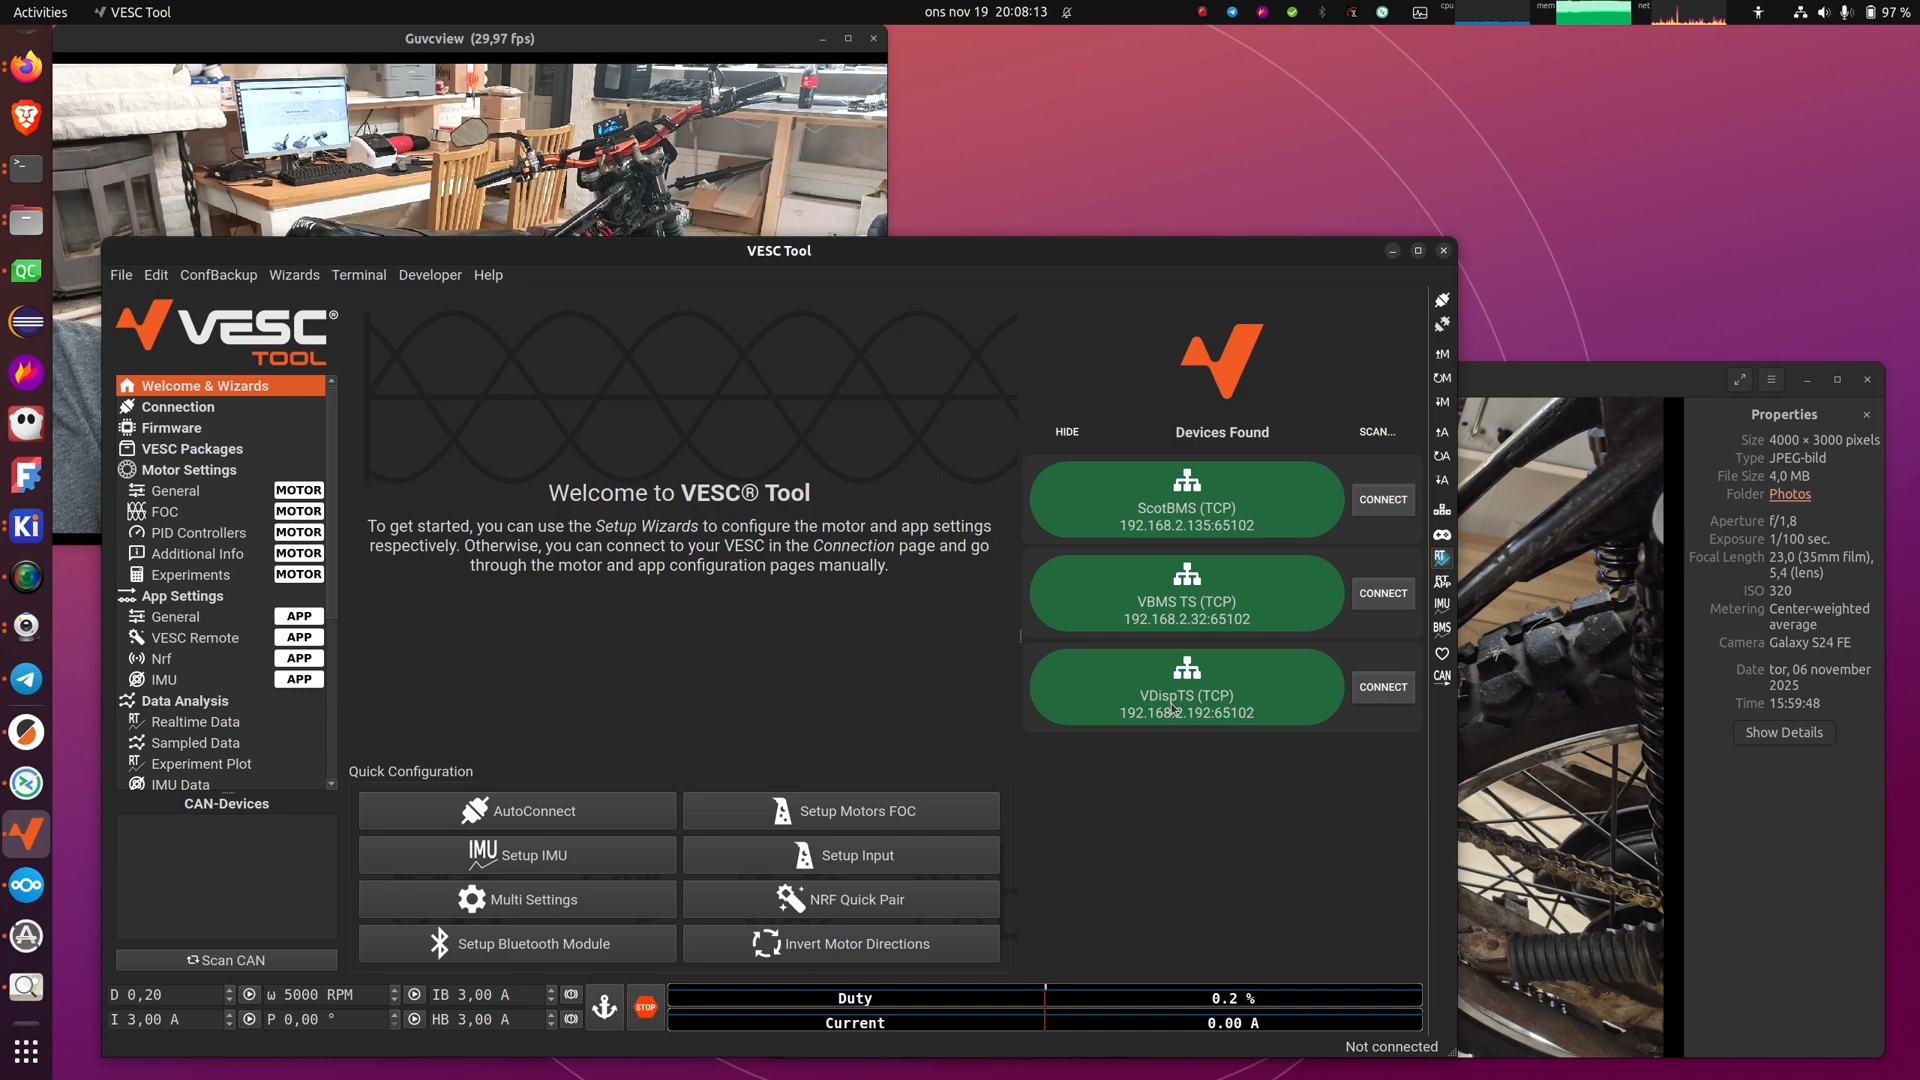 Activities
VESC Tool
ons nov 19 20:08:13
cpu
mem
net
97 %
Guvcview (29,97 fps)
VESC Tool
File Edit ConfBackup Wizards Terminal Developer Help
VESC®
TOOL
Welcome & Wizards
Connection
Firmware
VESC Packages
Motor Settings
General MOTOR
FOC MOTOR
PID Controllers MOTOR
Additional Info MOTOR
Experiments MOTOR
App Settings
General APP
VESC Remote APP
Nrf APP
IMU APP
Data Analysis
RT Realtime Data
Sampled Data
RT Experiment Plot
IMU Data
CAN-Devices
Scan CAN
Welcome to VESC® Tool
To get started, you can use the Setup Wizards to configure the motor and app settings
respectively. Otherwise, you can connect to your VESC in the Connection page and go
through the motor and app configuration pages manually.
Quick Configuration
AutoConnect
Setup Motors FOC
IMU Setup IMU
Setup Input
Multi Settings
NRF Quick Pair
Setup Bluetooth Module
Invert Motor Directions
HIDE
Devices Found
SCAN...
ScotBMS (TCP)
192.168.2.135:65102
CONNECT
VBMS TS (TCP)
192.168.2.32:65102
CONNECT
VDispTS (TCP)
192.168.2.192:65102
CONNECT
M
M
M
A
A
A
RT
RT
APP
IMU
BMS
CAN
D 0,20
ω 5000 RPM
IB 3,00 A
I 3,00 A
P 0,00 °
HB 3,00 A
STOP
Duty 0.2 %
Current 0.00 A
Not connected
Properties
Size 4000 × 3000 pixels
Type JPEG-bild
File Size 4,0 MB
Folder Photos
Aperture f/1,8
Exposure 1/100 sec.
Focal Length 23,0 (35mm film),
5,4 (lens)
ISO 320
Metering Center-weighted
average
Camera Galaxy S24 FE
Date tor, 06 november
2025
Time 15:59:48
Show Details
QC
Ki